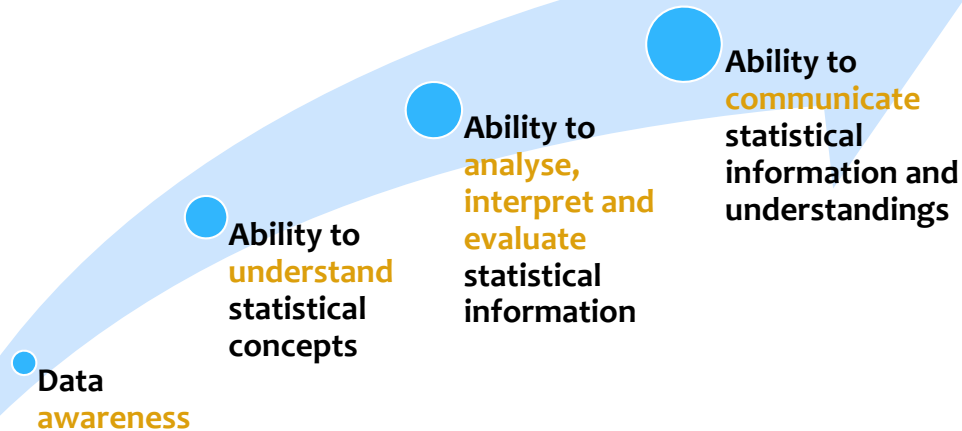 Data
awareness
Ability to
understand
statistical
concepts
Ability to
analyse,
interpret and
evaluate
statistical
information
Ability to
communicate
statistical
information and
understandings